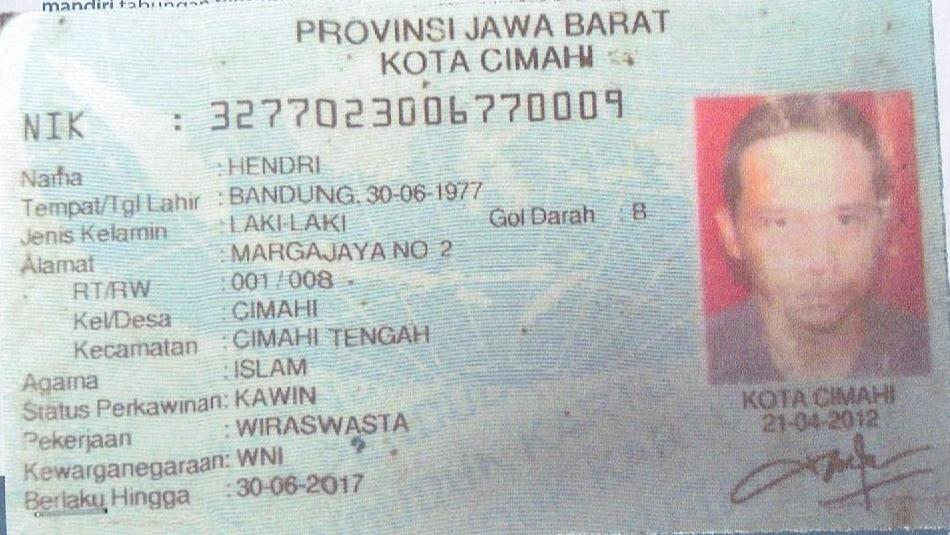 mandiri tabungan
PROVINSI JAWA BARAT
KOTA CIMAHI
NIK : 3277023006770009
Nama : HENDRI
Tempat/Tgl Lahir : BANDUNG. 30-06-1977
Jenis Kelamin : LAKI-LAKI Gol Darah : B
Alamat : MARGAJAYA NO 2
RT/RW : 001 / 008
Kel/Desa : CIMAHI
Kecamatan : CIMAHI TENGAH
Agama : ISLAM
Status Perkawinan: KAWIN
Pekerjaan : WIRASWASTA
Kewarganegaraan: WNI
Berlaku Hingga : 30-06-2017
KOTA CIMAHI
21-04-2012